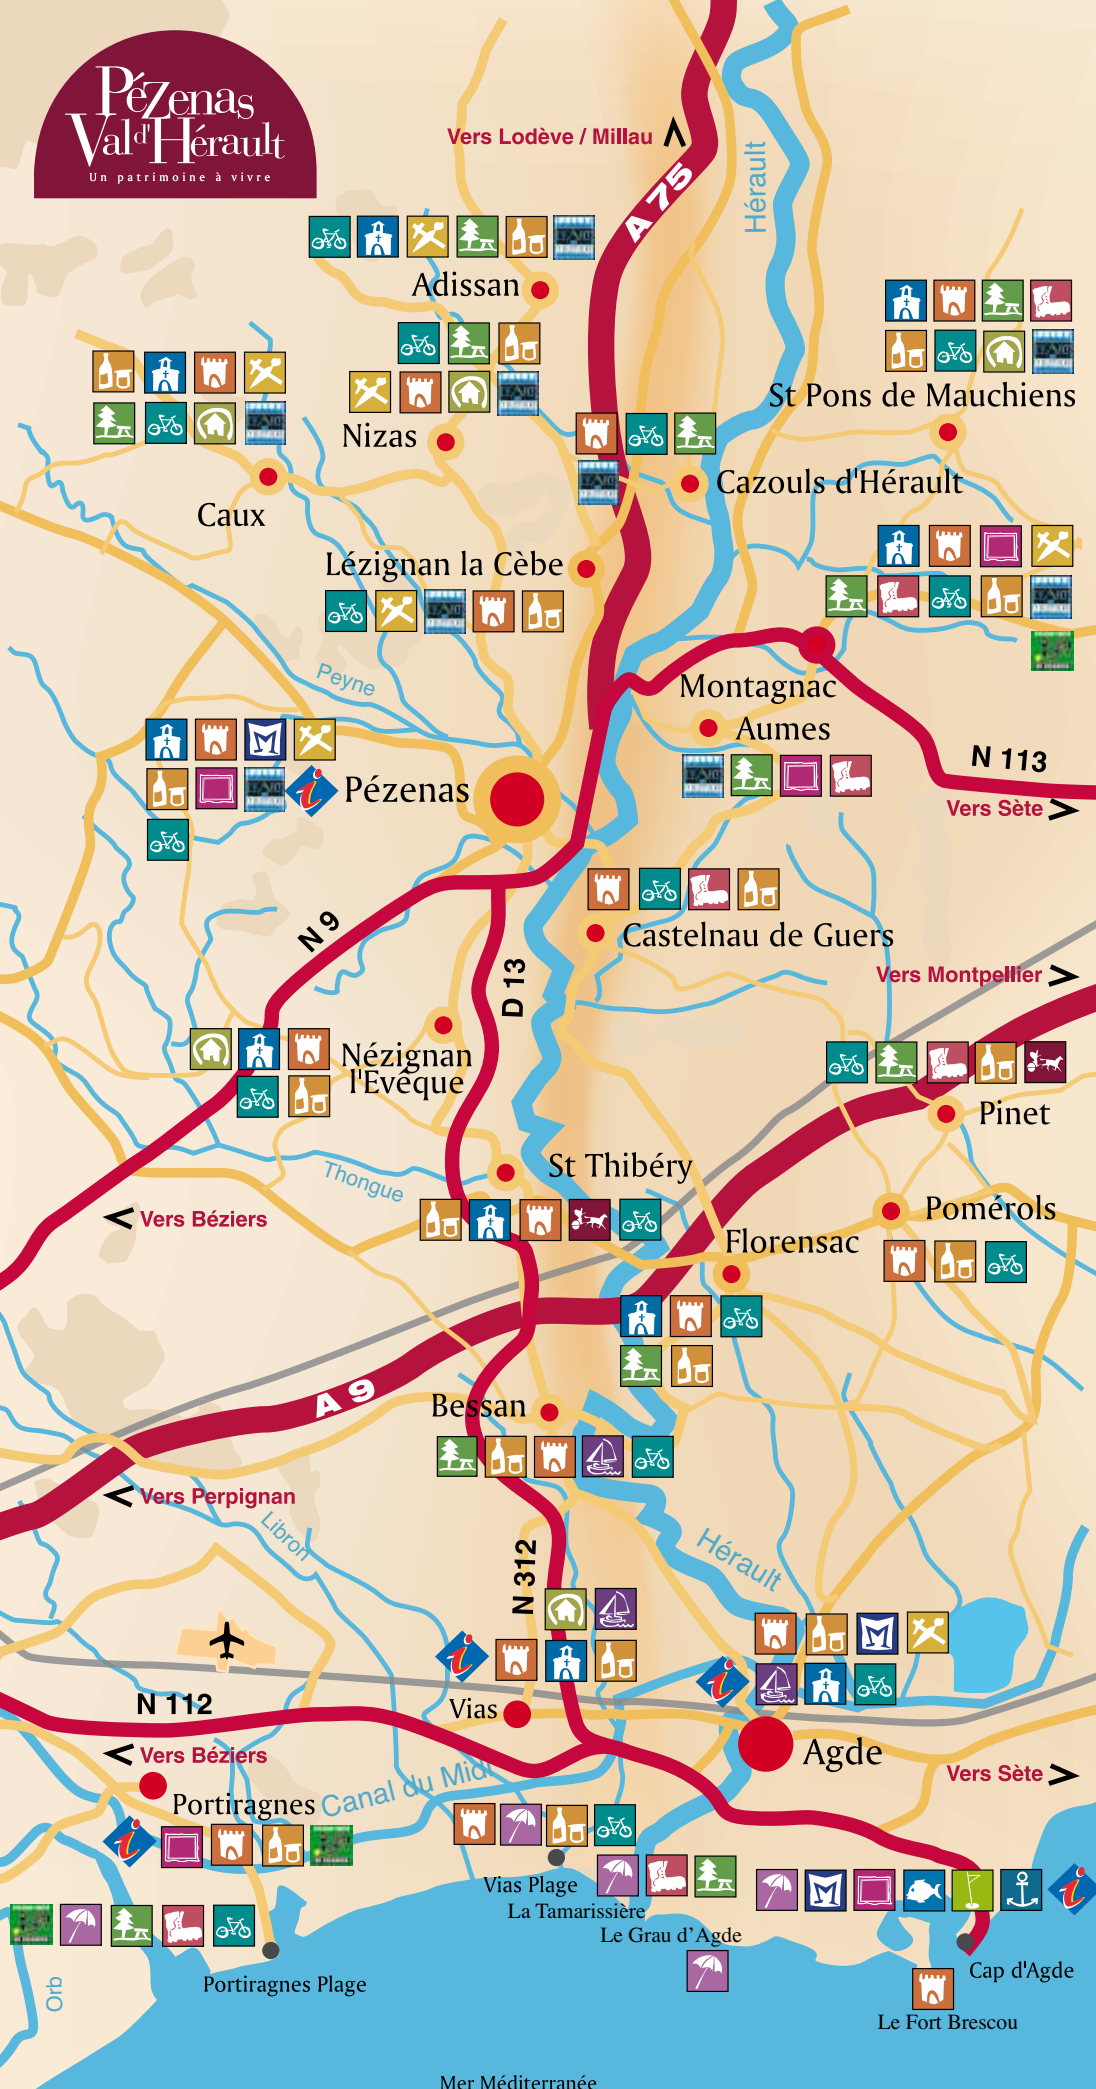 Pézenas
Val d'Hérault
Un patrimoine à vivre
Vers Lodève / Millau
A 75
Hérault
Adissan
St Pons de Mauchiens
Nizas
Caux
Cazouls d'Hérault
Lézignan la Cèbe
Peyne
Montagnac
Aumes
N 113
Vers Sète
Pézenas
N 9
D 13
Castelnau de Guers
Vers Montpellier
Nézignan
l'Evêque
Pinet
St Thibéry
Thongue
Vers Béziers
Pomérols
Florensac
A 9
Bessan
Vers Perpignan
Libron
Hérault
N 312
N 112
Vias
Agde
Vers Béziers
Vers Sète
Portiragnes
Canal du Midi
Vias Plage
La Tamarissière
Le Grau d'Agde
Cap d'Agde
Portiragnes Plage
Orb
Le Fort Brescou
Mer Méditerranée